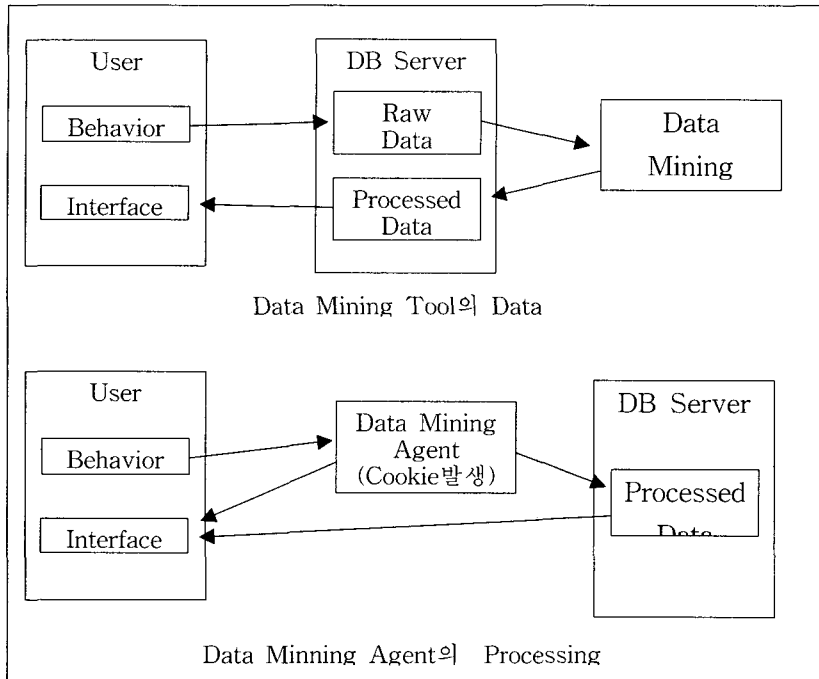 User
Behavior
Interface
DB Server
Raw
Data
Processed
Data
Data
Mining
Data Mining Tool의 Data
User
Behavior
Interface
Data Mining
Agent
(Cookie발생)
DB Server
Processed
Data
Data Minning Agent의 Processing